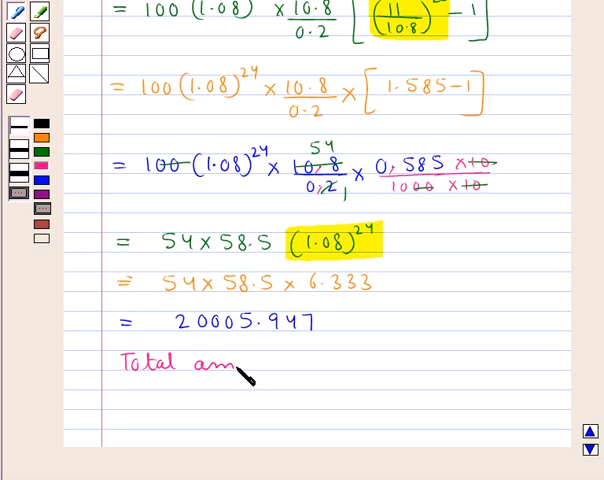 = 100 (1.08) × 10.8/0.2 [ (11/10.8) - 1 ]
= 100 (1.08)^24 × 10.8/0.2 × [ 1.585 - 1 ]
= 100 (1.08)^24 × 10.8/0.2 54 1 × 0.585 ×10/1000 ×10
= 54 × 58.5 (1.08)^24
= 54 × 58.5 × 6.333
= 20005.947
Total am